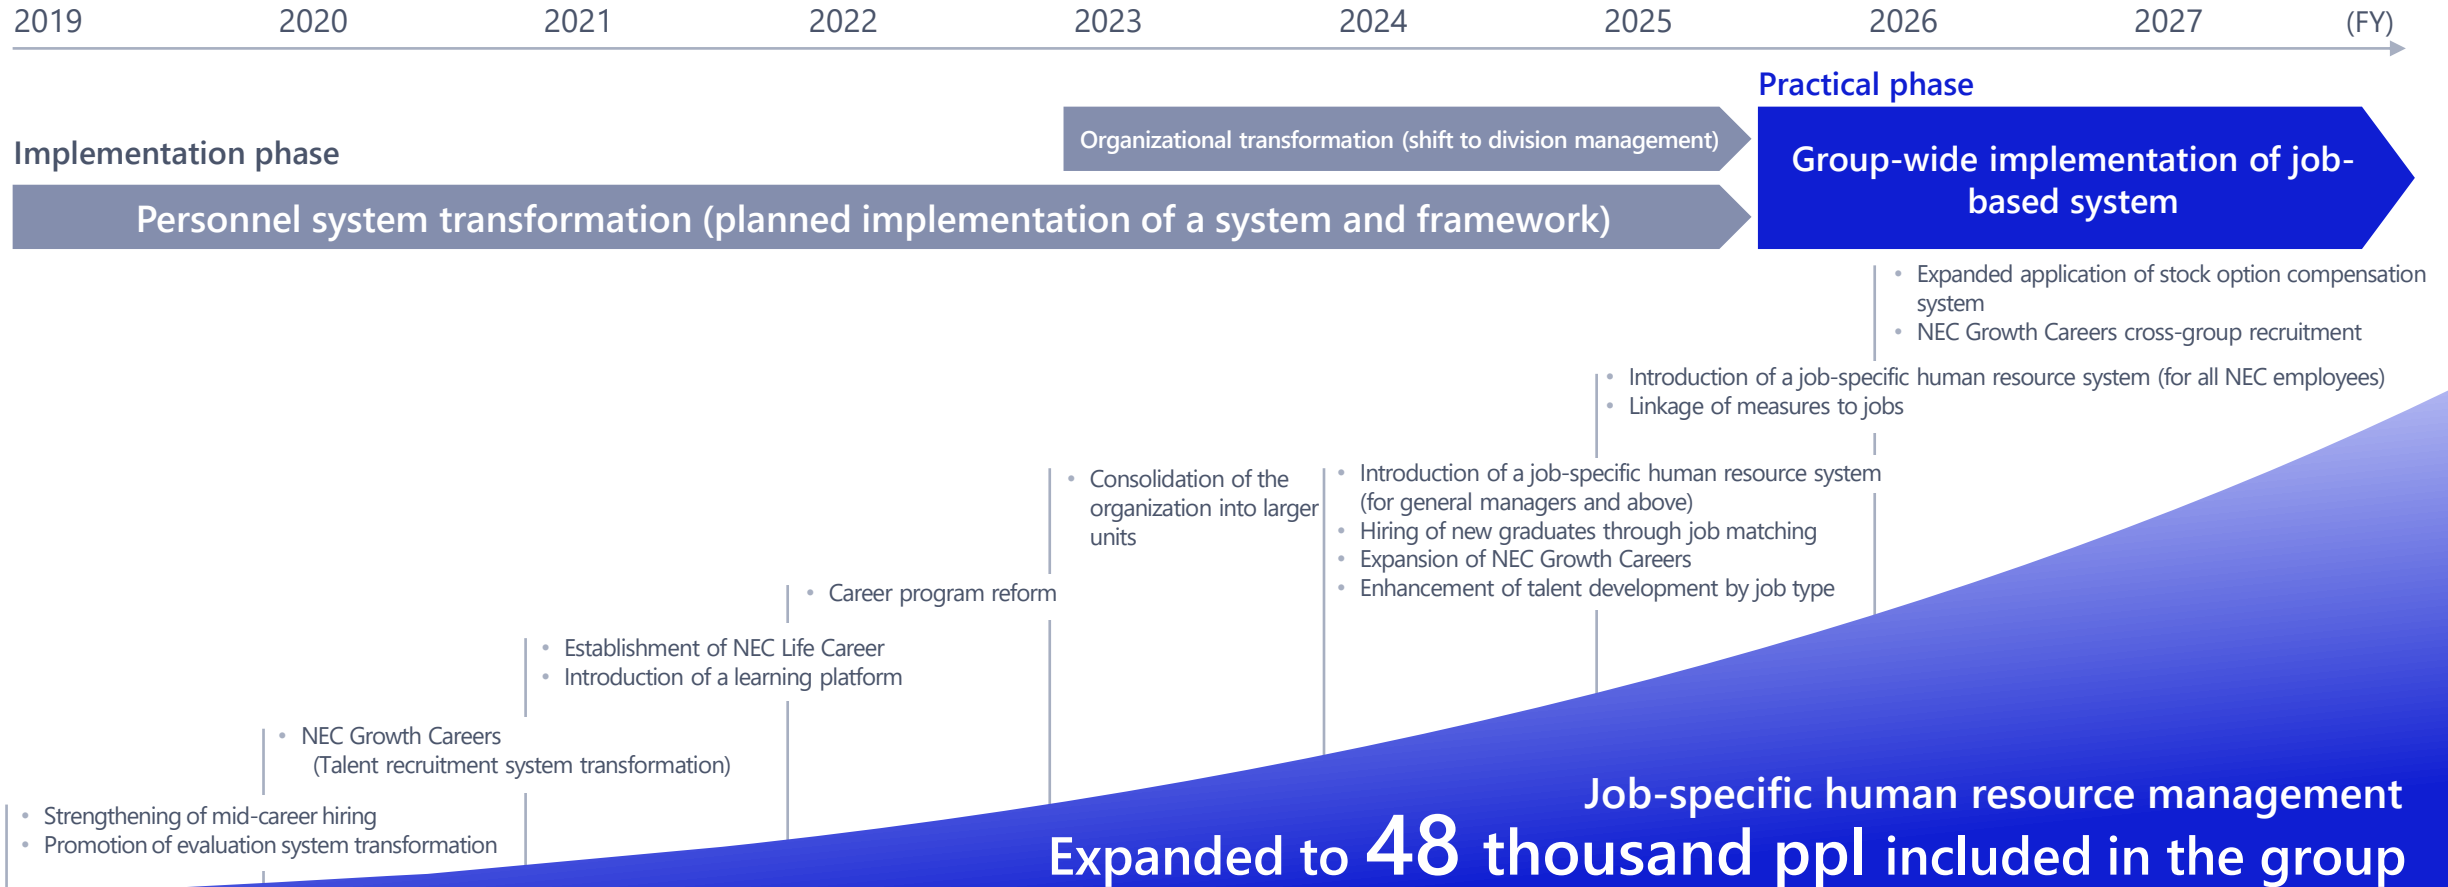 2019 2020 2021 2022 2023 2024 2025 2026 2027 (FY)
Practical phase
Organizational transformation (shift to division management)
Implementation phase
Group-wide implementation of job-
based system
Personnel system transformation (planned implementation of a system and framework)
• Expanded application of stock option compensation
system
• NEC Growth Careers cross-group recruitment
• Introduction of a job-specific human resource system (for all NEC employees)
• Linkage of measures to jobs
• Introduction of a job-specific human resource system
(for general managers and above)
• Hiring of new graduates through job matching
• Expansion of NEC Growth Careers
• Enhancement of talent development by job type
• Consolidation of the
organization into larger
units
• Career program reform
• Establishment of NEC Life Career
• Introduction of a learning platform
• NEC Growth Careers
(Talent recruitment system transformation)
• Strengthening of mid-career hiring
• Promotion of evaluation system transformation
Job-specific human resource management
Expanded to 48 thousand ppl included in the group